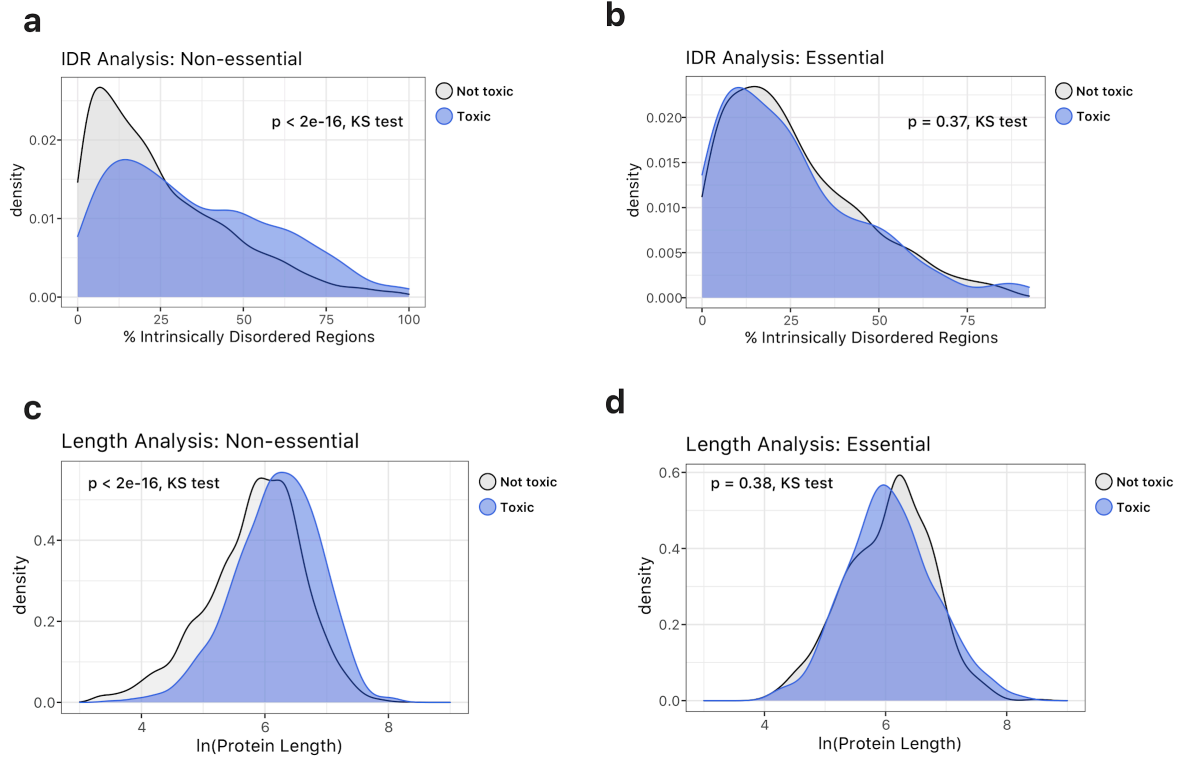 a
IDR Analysis: Non-essential
Not toxic
Toxic
p < 2e-16, KS test
density
0.02
0.01
0.00
0
25
50
75
100
% Intrinsically Disordered Regions
b
IDR Analysis: Essential
Not toxic
Toxic
p = 0.37, KS test
density
0.020
0.015
0.010
0.005
0.000
0
25
50
75
% Intrinsically Disordered Regions
c
Length Analysis: Non-essential
p < 2e-16, KS test
Not toxic
Toxic
density
0.4
0.2
0.0
4
6
8
ln(Protein Length)
d
Length Analysis: Essential
p = 0.38, KS test
Not toxic
Toxic
density
0.6
0.4
0.2
0.0
4
6
8
ln(Protein Length)